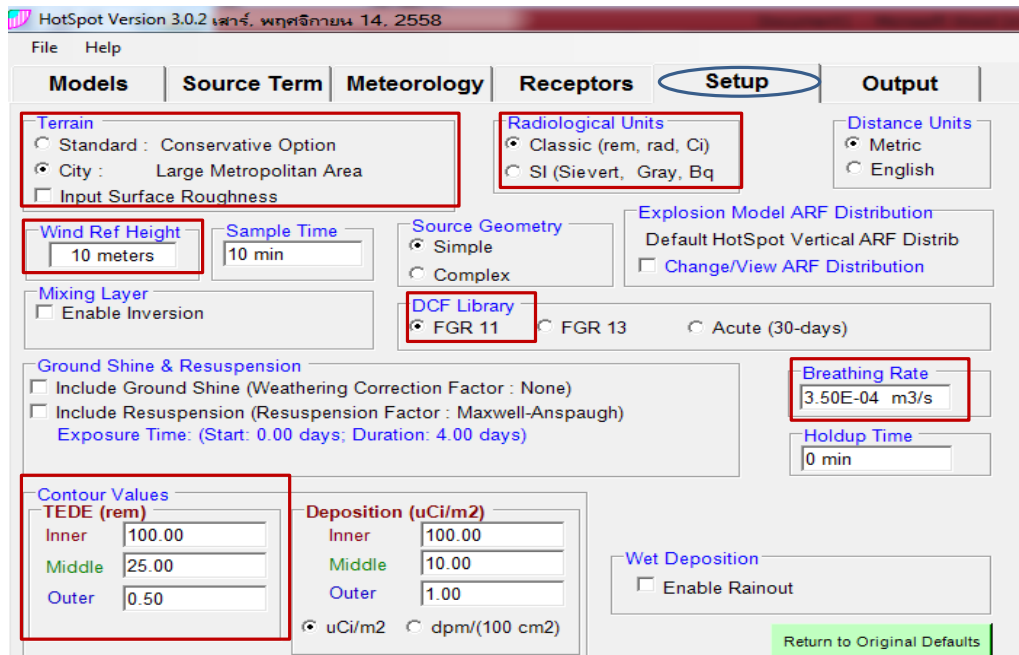 HotSpot Version 3.0.2 เสาร์, พฤศจิกายน 14, 2558
File Help
Models Source Term Meteorology Receptors Setup Output
Terrain
Standard : Conservative Option
City : Large Metropolitan Area
Input Surface Roughness
Radiological Units
Classic (rem, rad, Ci)
SI (Sievert, Gray, Bq
Distance Units
Metric
English
Wind Ref Height
10 meters
Sample Time
10 min
Source Geometry
Simple
Complex
Explosion Model ARF Distribution
Default HotSpot Vertical ARF Distrib
Change/View ARF Distribution
Mixing Layer
Enable Inversion
DCF Library
FGR 11 FGR 13 Acute (30-days)
Ground Shine & Resuspension
Include Ground Shine (Weathering Correction Factor : None)
Include Resuspension (Resuspension Factor : Maxwell-Anspaugh)
Exposure Time: (Start: 0.00 days; Duration: 4.00 days)
Breathing Rate
3.50E-04 m3/s
Holdup Time
0 min
Contour Values
TEDE (rem)
Inner 100.00
Middle 25.00
Outer 0.50
Deposition (uCi/m2)
Inner 100.00
Middle 10.00
Outer 1.00
uCi/m2 dpm/(100 cm2)
Wet Deposition
Enable Rainout
Return to Original Defaults